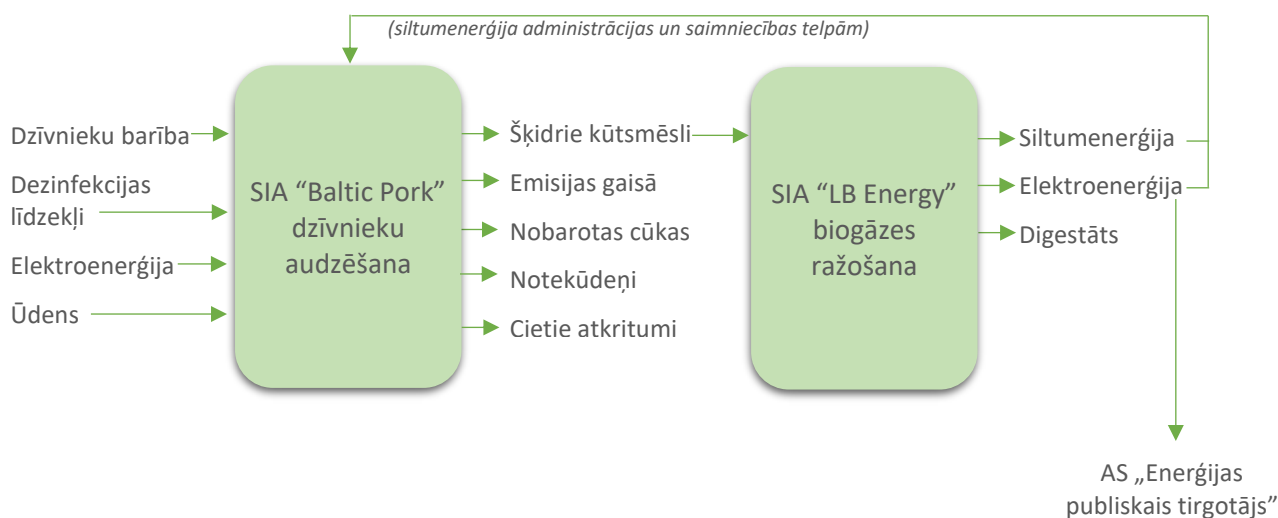 (siltumenerģija administrācijas un saimniecības telpām)
Dzīvnieku barība
Dezinfekcijas
līdzekļi
Elektroenerģija
Ūdens
SIA “Baltic Pork”
dzīvnieku
audzēšana
Šķidrie kūtsmēsli
Emisijas gaisā
Nobarotas cūkas
Notekūdeņi
Cietie atkritumi
SIA “LB Energy”
biogāzes
ražošana
Siltumenerģija
Elektroenerģija
Digestāts
AS „Enerģijas
publiskais tirgotājs”